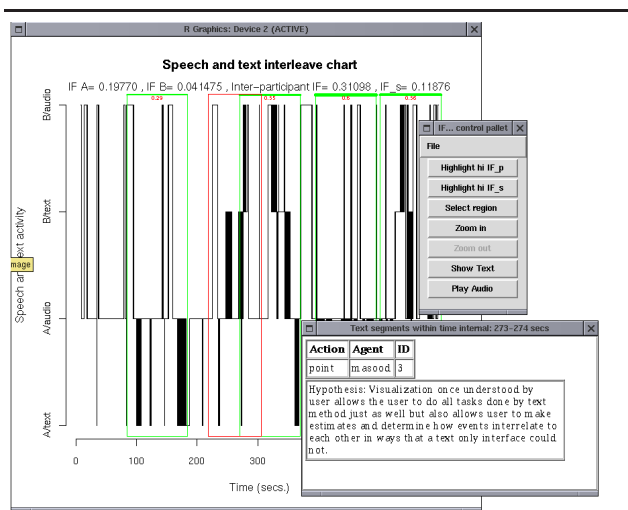 R Graphics: Device 2 (ACTIVE)
Speech and text interleave chart
IF A= 0.19770 , IF B= 0.041475 , Inter-participant IF= 0.31098 , IF_s= 0.11876
0.29
0.55
0.6
0.36
B/audio
B/text
A/audio
A/text
Speech and text activity
mage
0
100
200
300
Time (secs.)
IF... control pallet
File
Highlight hi IF_p
Highlight hi IF_s
Select region
Zoom in
Zoom out
Show Text
Play Audio
Text segments within time internal: 273-274 secs
Action Agent ID
point masood 3
Hypothesis: Visualization once understood by
user allows the user to do all tasks done by text
method just as well but also allows user to make
estimates and determine how events interrelate to
each other in ways that a text only interface could
not.